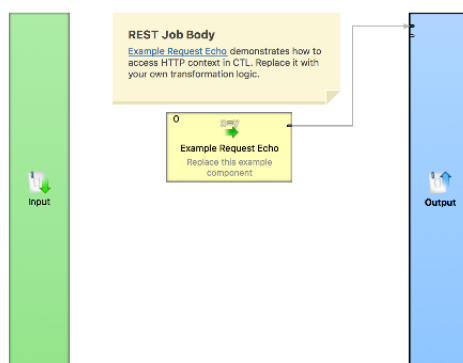 REST Job Body
Example Request Echo demonstrates how to
access HTTP context in CTL. Replace it with
your own transformation logic.
0
Example Request Echo
Replace this example
component
Input
Output